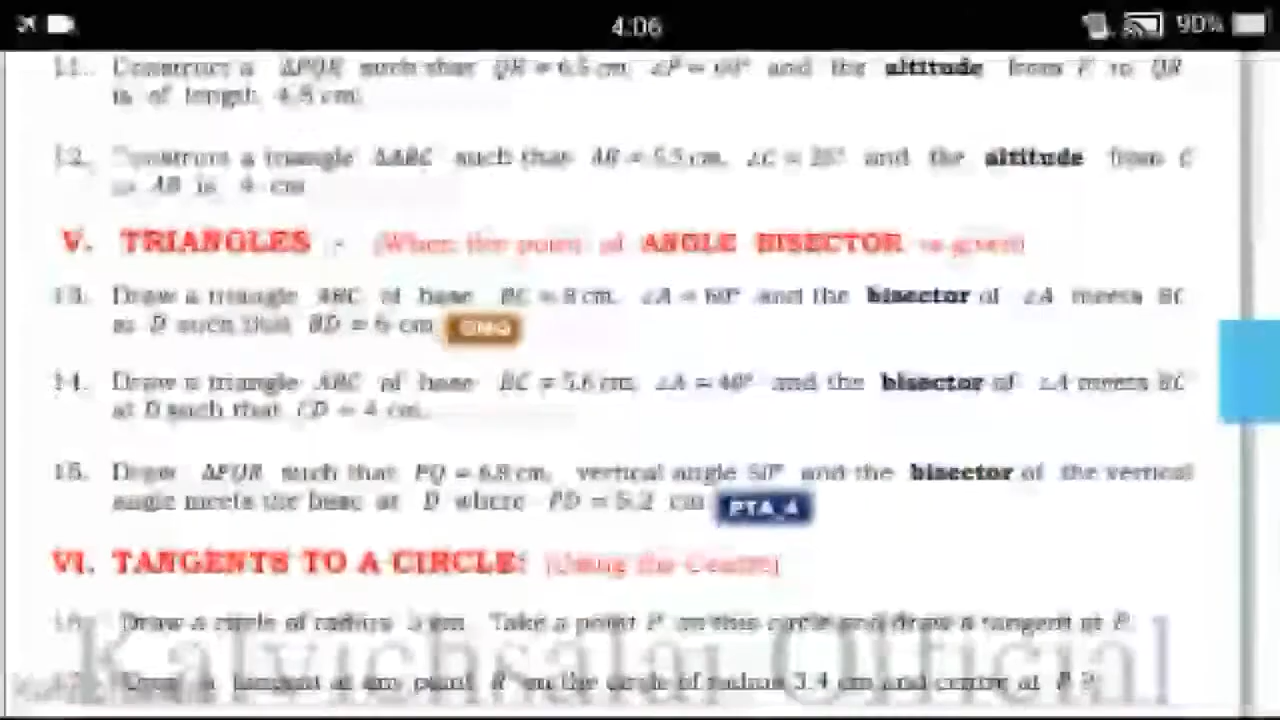 4:06
90%
11. Construct a ΔPQR such that QR = 6.5 cm, ∠P = 60° and the altitude from P to QR
is of length 4.5 cm.
12. Construct a triangle ΔABC such that AB = 5.5 cm, ∠C = 25° and the altitude from C
to AB is 4 cm
V. TRIANGLES :- (When the point of ANGLE BISECTOR is given)
13. Draw a triangle ABC of base BC = 8 cm, ∠A = 60° and the bisector of ∠A meets BC
at D such that BD = 6 cm
14. Draw a triangle ABC of base BC = 5.6 cm, ∠A = 40° and the bisector of ∠A meets BC
at D such that CD = 4 cm.
15. Draw ΔPQR such that PQ = 6.8 cm, vertical angle 50° and the bisector of the vertical
angle meets the base at D where PD = 5.2 cm PTA_4
VI. TANGENTS TO A CIRCLE: (Using the Centre)
16. Draw a circle of radius 3 cm. Take a point P on this circle and draw a tangent at P.
17. Draw a tangent at any point R on the circle of radius 3.4 cm and centre at P ?
Kalvichsalai Official